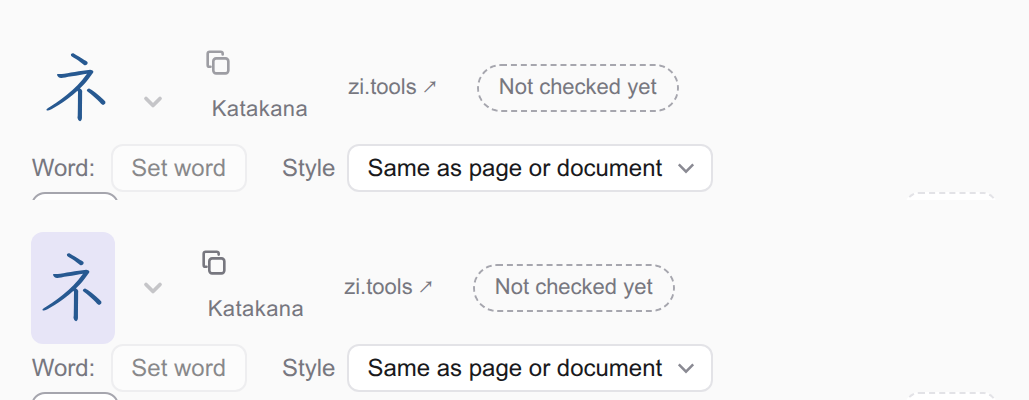 ネ
Katakana
zi.tools ↗
Not checked yet
Word: Set word Style Same as page or document
ネ
Katakana
zi.tools ↗
Not checked yet
Word: Set word Style Same as page or document